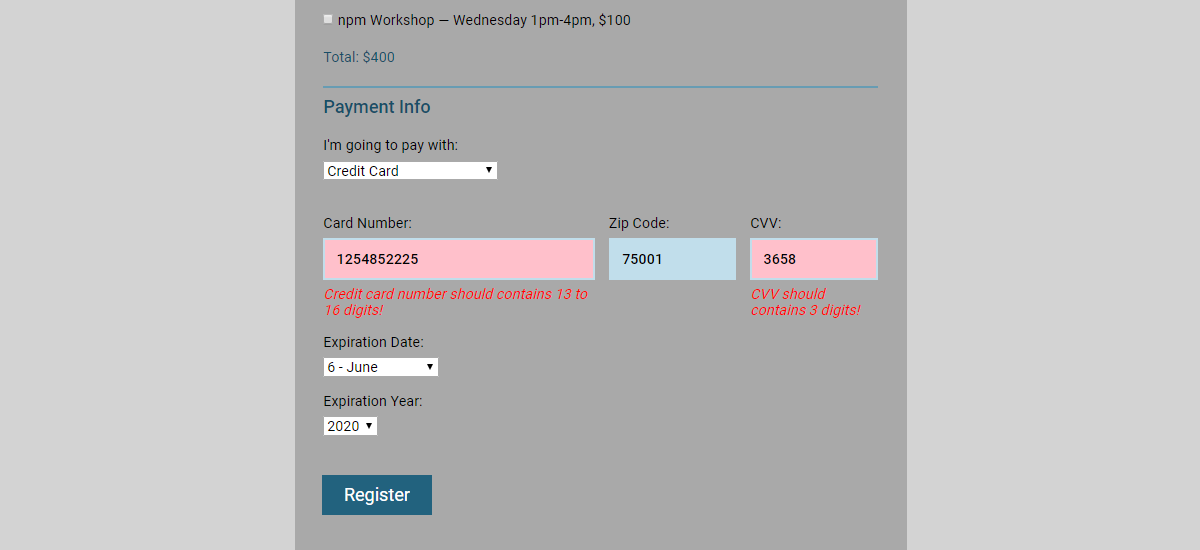 npm Workshop — Wednesday 1pm-4pm, $100
Total: $400
Payment Info
I'm going to pay with:
Credit Card
Card Number: Zip Code: CVV:
1254852225 75001 3658
Credit card number should contains 13 to
16 digits!
CVV should
contains 3 digits!
Expiration Date:
6 - June
Expiration Year:
2020
Register